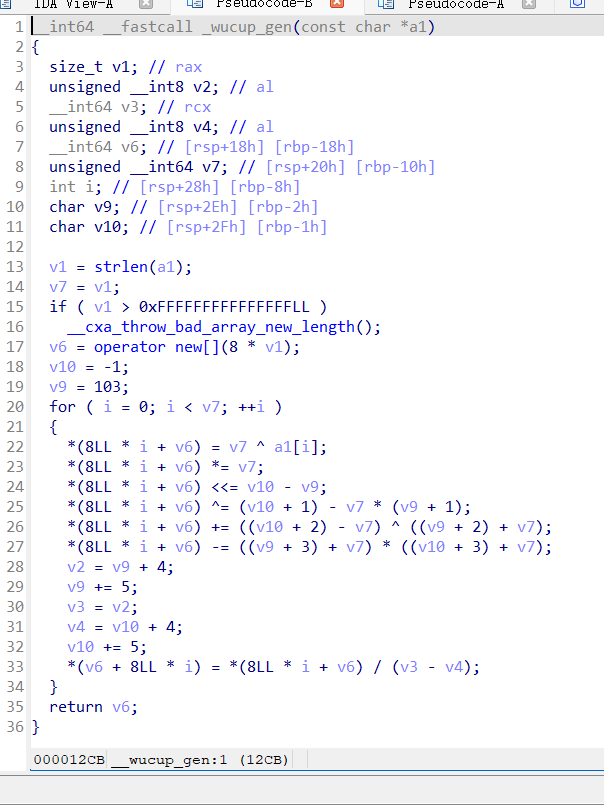 IDA View-A Pseudocode-B Pseudocode-A
1 __int64 __fastcall _wucup_gen(const char *a1)
2 {
3 size_t v1; // rax
4 unsigned __int8 v2; // al
5 __int64 v3; // rcx
6 unsigned __int8 v4; // al
7 __int64 v6; // [rsp+18h] [rbp-18h]
8 unsigned __int64 v7; // [rsp+20h] [rbp-10h]
9 int i; // [rsp+28h] [rbp-8h]
10 char v9; // [rsp+2Eh] [rbp-2h]
11 char v10; // [rsp+2Fh] [rbp-1h]
12
13 v1 = strlen(a1);
14 v7 = v1;
15 if ( v1 > 0xFFFFFFFFFFFFFFFLL )
16 __cxa_throw_bad_array_new_length();
17 v6 = operator new[](8 * v1);
18 v10 = -1;
19 v9 = 103;
20 for ( i = 0; i < v7; ++i )
21 {
22 *(8LL * i + v6) = v7 ^ a1[i];
23 *(8LL * i + v6) *= v7;
24 *(8LL * i + v6) <<= v10 - v9;
25 *(8LL * i + v6) ^= (v10 + 1) - v7 * (v9 + 1);
26 *(8LL * i + v6) += ((v10 + 2) - v7) ^ ((v9 + 2) + v7);
27 *(8LL * i + v6) -= ((v9 + 3) + v7) * ((v10 + 3) + v7);
28 v2 = v9 + 4;
29 v9 += 5;
30 v3 = v2;
31 v4 = v10 + 4;
32 v10 += 5;
33 *(v6 + 8LL * i) = *(8LL * i + v6) / (v3 - v4);
34 }
35 return v6;
36 }
000012CB __wucup_gen:1 (12CB)